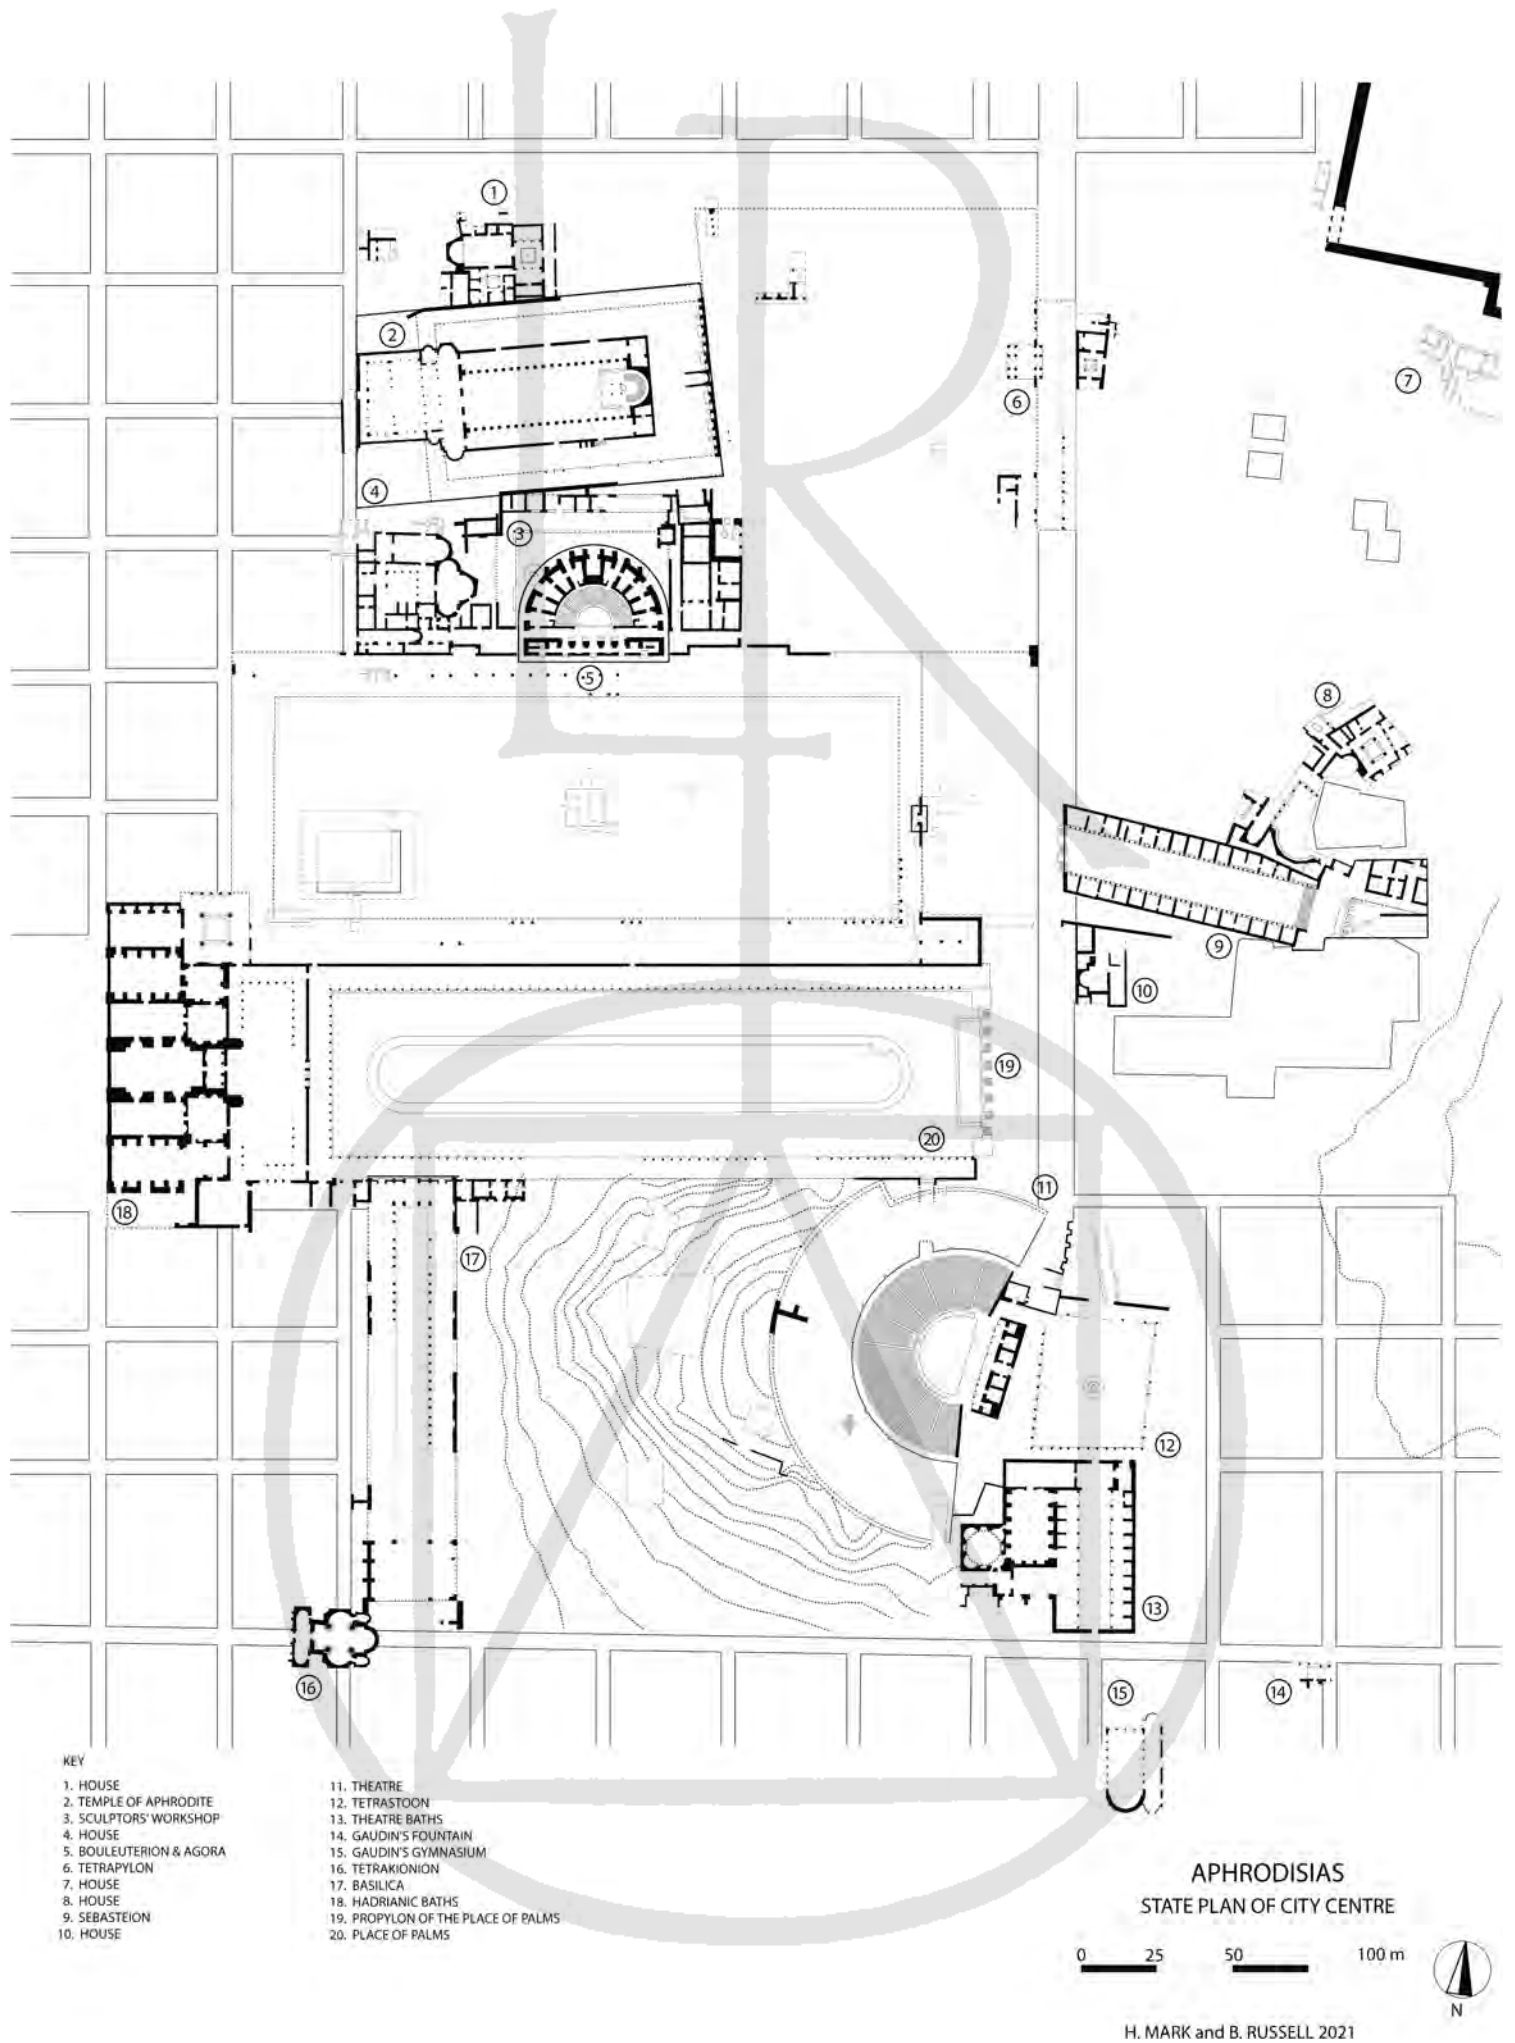 1
2
6
7
4
3
5
8
9
10
19
20
11
18
17
12
13
16
15
14
KEY
1. HOUSE
2. TEMPLE OF APHRODITE
3. SCULPTORS' WORKSHOP
4. HOUSE
5. BOULEUTERION & AGORA
6. TETRAPYLON
7. HOUSE
8. HOUSE
9. SEBASTEION
10. HOUSE
11. THEATRE
12. TETRASTOON
13. THEATRE BATHS
14. GAUDIN'S FOUNTAIN
15. GAUDIN'S GYMNASIUM
16. TETRAKIONION
17. BASILICA
18. HADRIANIC BATHS
19. PROPYLON OF THE PLACE OF PALMS
20. PLACE OF PALMS
APHRODISIAS
STATE PLAN OF CITY CENTRE
0 25 50 100 m
N
H. MARK and B. RUSSELL 2021